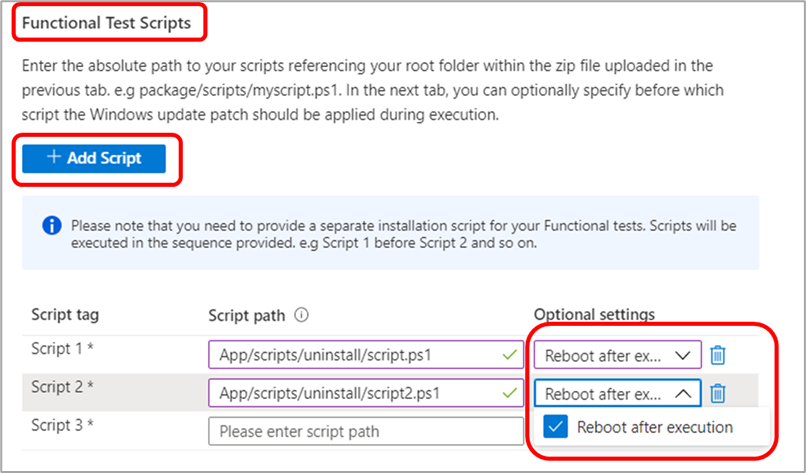 Functional Test Scripts
Enter the absolute path to your scripts referencing your root folder within the zip file uploaded in the
previous tab. e.g package/scripts/myscript.ps1. In the next tab, you can optionally specify before which
script the Windows update patch should be applied during execution.
+ Add Script
Please note that you need to provide a separate installation script for your Functional tests. Scripts will be
executed in the sequence provided. e.g Script 1 before Script 2 and so on.
Script tag Script path Optional settings
Script 1 * App/scripts/uninstall/script.ps1 Reboot after ex...
Script 2 * App/scripts/uninstall/script2.ps1 Reboot after ex...
Script 3 * Please enter script path Reboot after execution